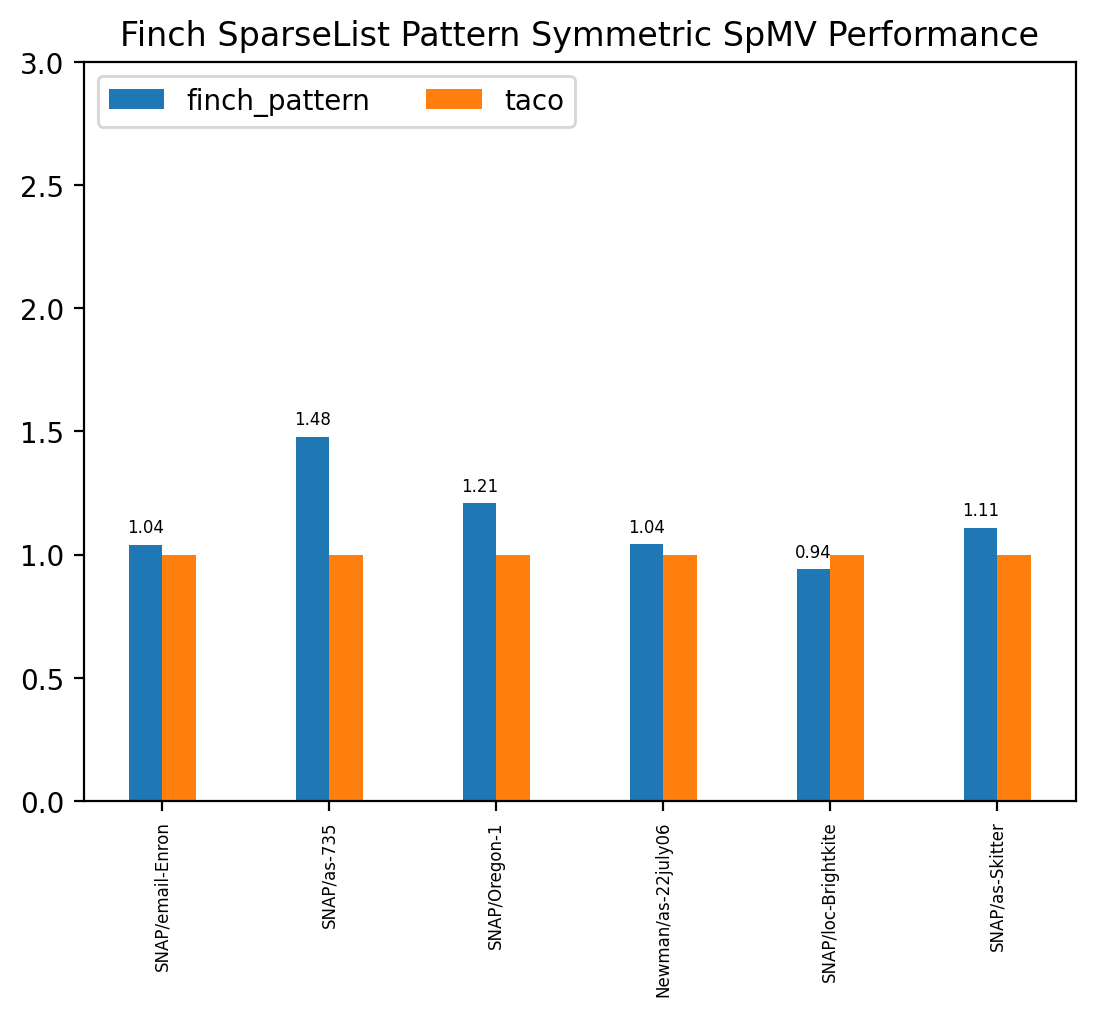 Finch SparseList Pattern Symmetric SpMV Performance
finch_pattern
taco
3.0
2.5
2.0
1.5
1.0
0.5
0.0
1.04
1.48
1.21
1.04
0.94
1.11
SNAP/email-Enron
SNAP/as-735
SNAP/Oregon-1
Newman/as-22july06
SNAP/loc-Brightkite
SNAP/as-Skitter